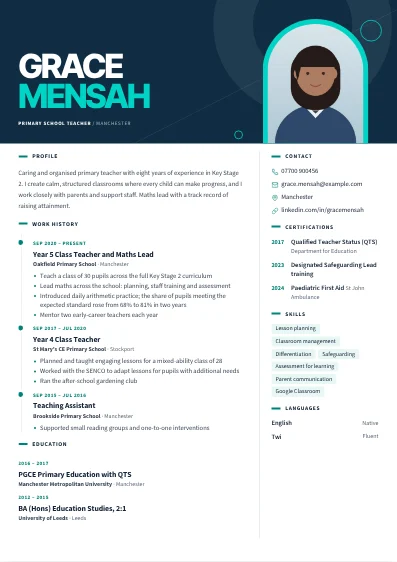 GRACE
MENSAH
PRIMARY SCHOOL TEACHER / MANCHESTER
PROFILE
Caring and organised primary teacher with eight years of experience in Key Stage
2. I create calm, structured classrooms where every child can make progress, and I
work closely with parents and support staff. Maths lead with a track record of
raising attainment.
WORK HISTORY
SEP 2020 – PRESENT
Year 5 Class Teacher and Maths Lead
Oakfield Primary School · Manchester
• Teach a class of 30 pupils across the full Key Stage 2 curriculum
• Lead maths across the school: planning, staff training and assessment
• Introduced daily arithmetic practice; the share of pupils meeting the
expected standard rose from 68% to 81% in two years
• Mentor two early-career teachers each year
SEP 2017 – JUL 2020
Year 4 Class Teacher
St Mary's CE Primary School · Stockport
• Planned and taught engaging lessons for a mixed-ability class of 28
• Worked with the SENCO to adapt lessons for pupils with additional needs
• Ran the after-school gardening club
SEP 2015 – JUL 2016
Teaching Assistant
Brookside Primary School · Manchester
• Supported small reading groups and one-to-one interventions
EDUCATION
2016 – 2017
PGCE Primary Education with QTS
Manchester Metropolitan University · Manchester
2012 – 2015
BA (Hons) Education Studies, 2:1
University of Leeds · Leeds
CONTACT
07700 900456
grace.mensah@example.com
Manchester
linkedin.com/in/gracemensah
CERTIFICATIONS
2017 Qualified Teacher Status (QTS)
Department for Education
2023 Designated Safeguarding Lead
training
2024 Paediatric First Aid St John
Ambulance
SKILLS
Lesson planning
Classroom management
Differentiation Safeguarding
Assessment for learning
Parent communication
Google Classroom
LANGUAGES
English Native
Twi Fluent